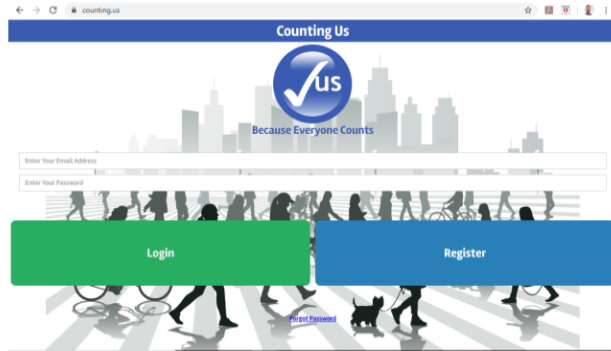 counting.us
Counting Us
us
Because Everyone Counts
Enter Your Email Address
Enter Your Password
Login
Register
Forgot Password